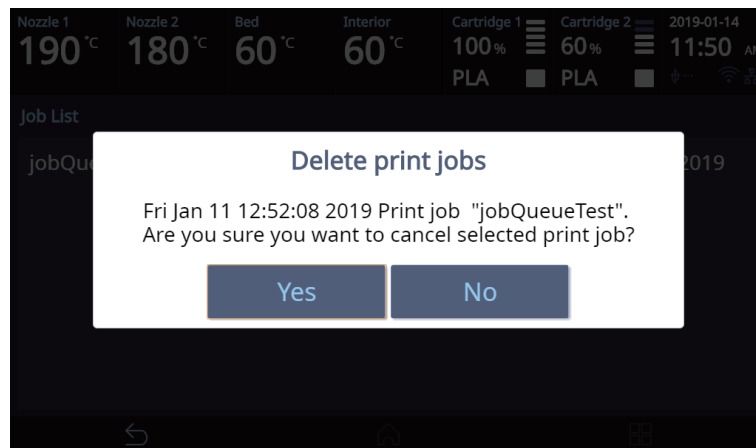 Nozzle 1 Nozzle 2 Bed Interior Cartridge 1 Cartridge 2 2019-01-14
190 °C 180 °C 60 °C 60 °C 100 % 60 % 11:50 AM
PLA PLA
Job List
jobQue 2019
Delete print jobs
Fri Jan 11 12:52:08 2019 Print job "jobQueueTest".
Are you sure you want to cancel selected print job?
Yes No